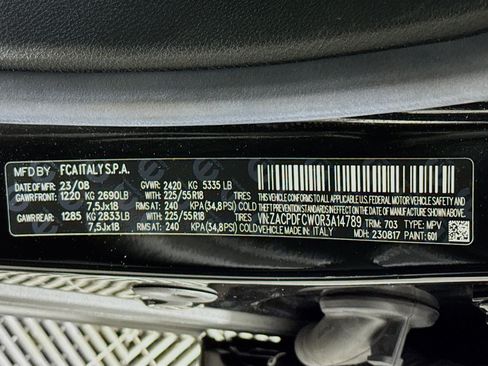 MFD BY FCA ITALY S.P.A.
DATE OF MFR: 23/08 GVWR: 2420 KG 5335 LB
GAWR FRONT: 1220 KG 2690LB WITH 225/55R18 TIRES
7,5Jx18 RIMS AT: 240 KPA (34,8PSI) COLD
GAWR REAR: 1285 KG 2833LB WITH 225/55R18 TIRES
7,5Jx18 RIMS AT: 240 KPA (34,8PSI) COLD
THIS VEHICLE CONFORMS TO ALL APPLICABLE U.S. FEDERAL MOTOR VEHICLE
SAFETY, BUMPER AND THEFT PREVENTION STANDARDS IN EFFECT ON THE DATE OF MANUFACTURE SHOWN ABOVE.
VIN: ZACPDFCW0R3A14789 TRIM: 703 TYPE: MPV
VEHICLE MADE IN: ITALY MDH: 230817 PAINT: 601